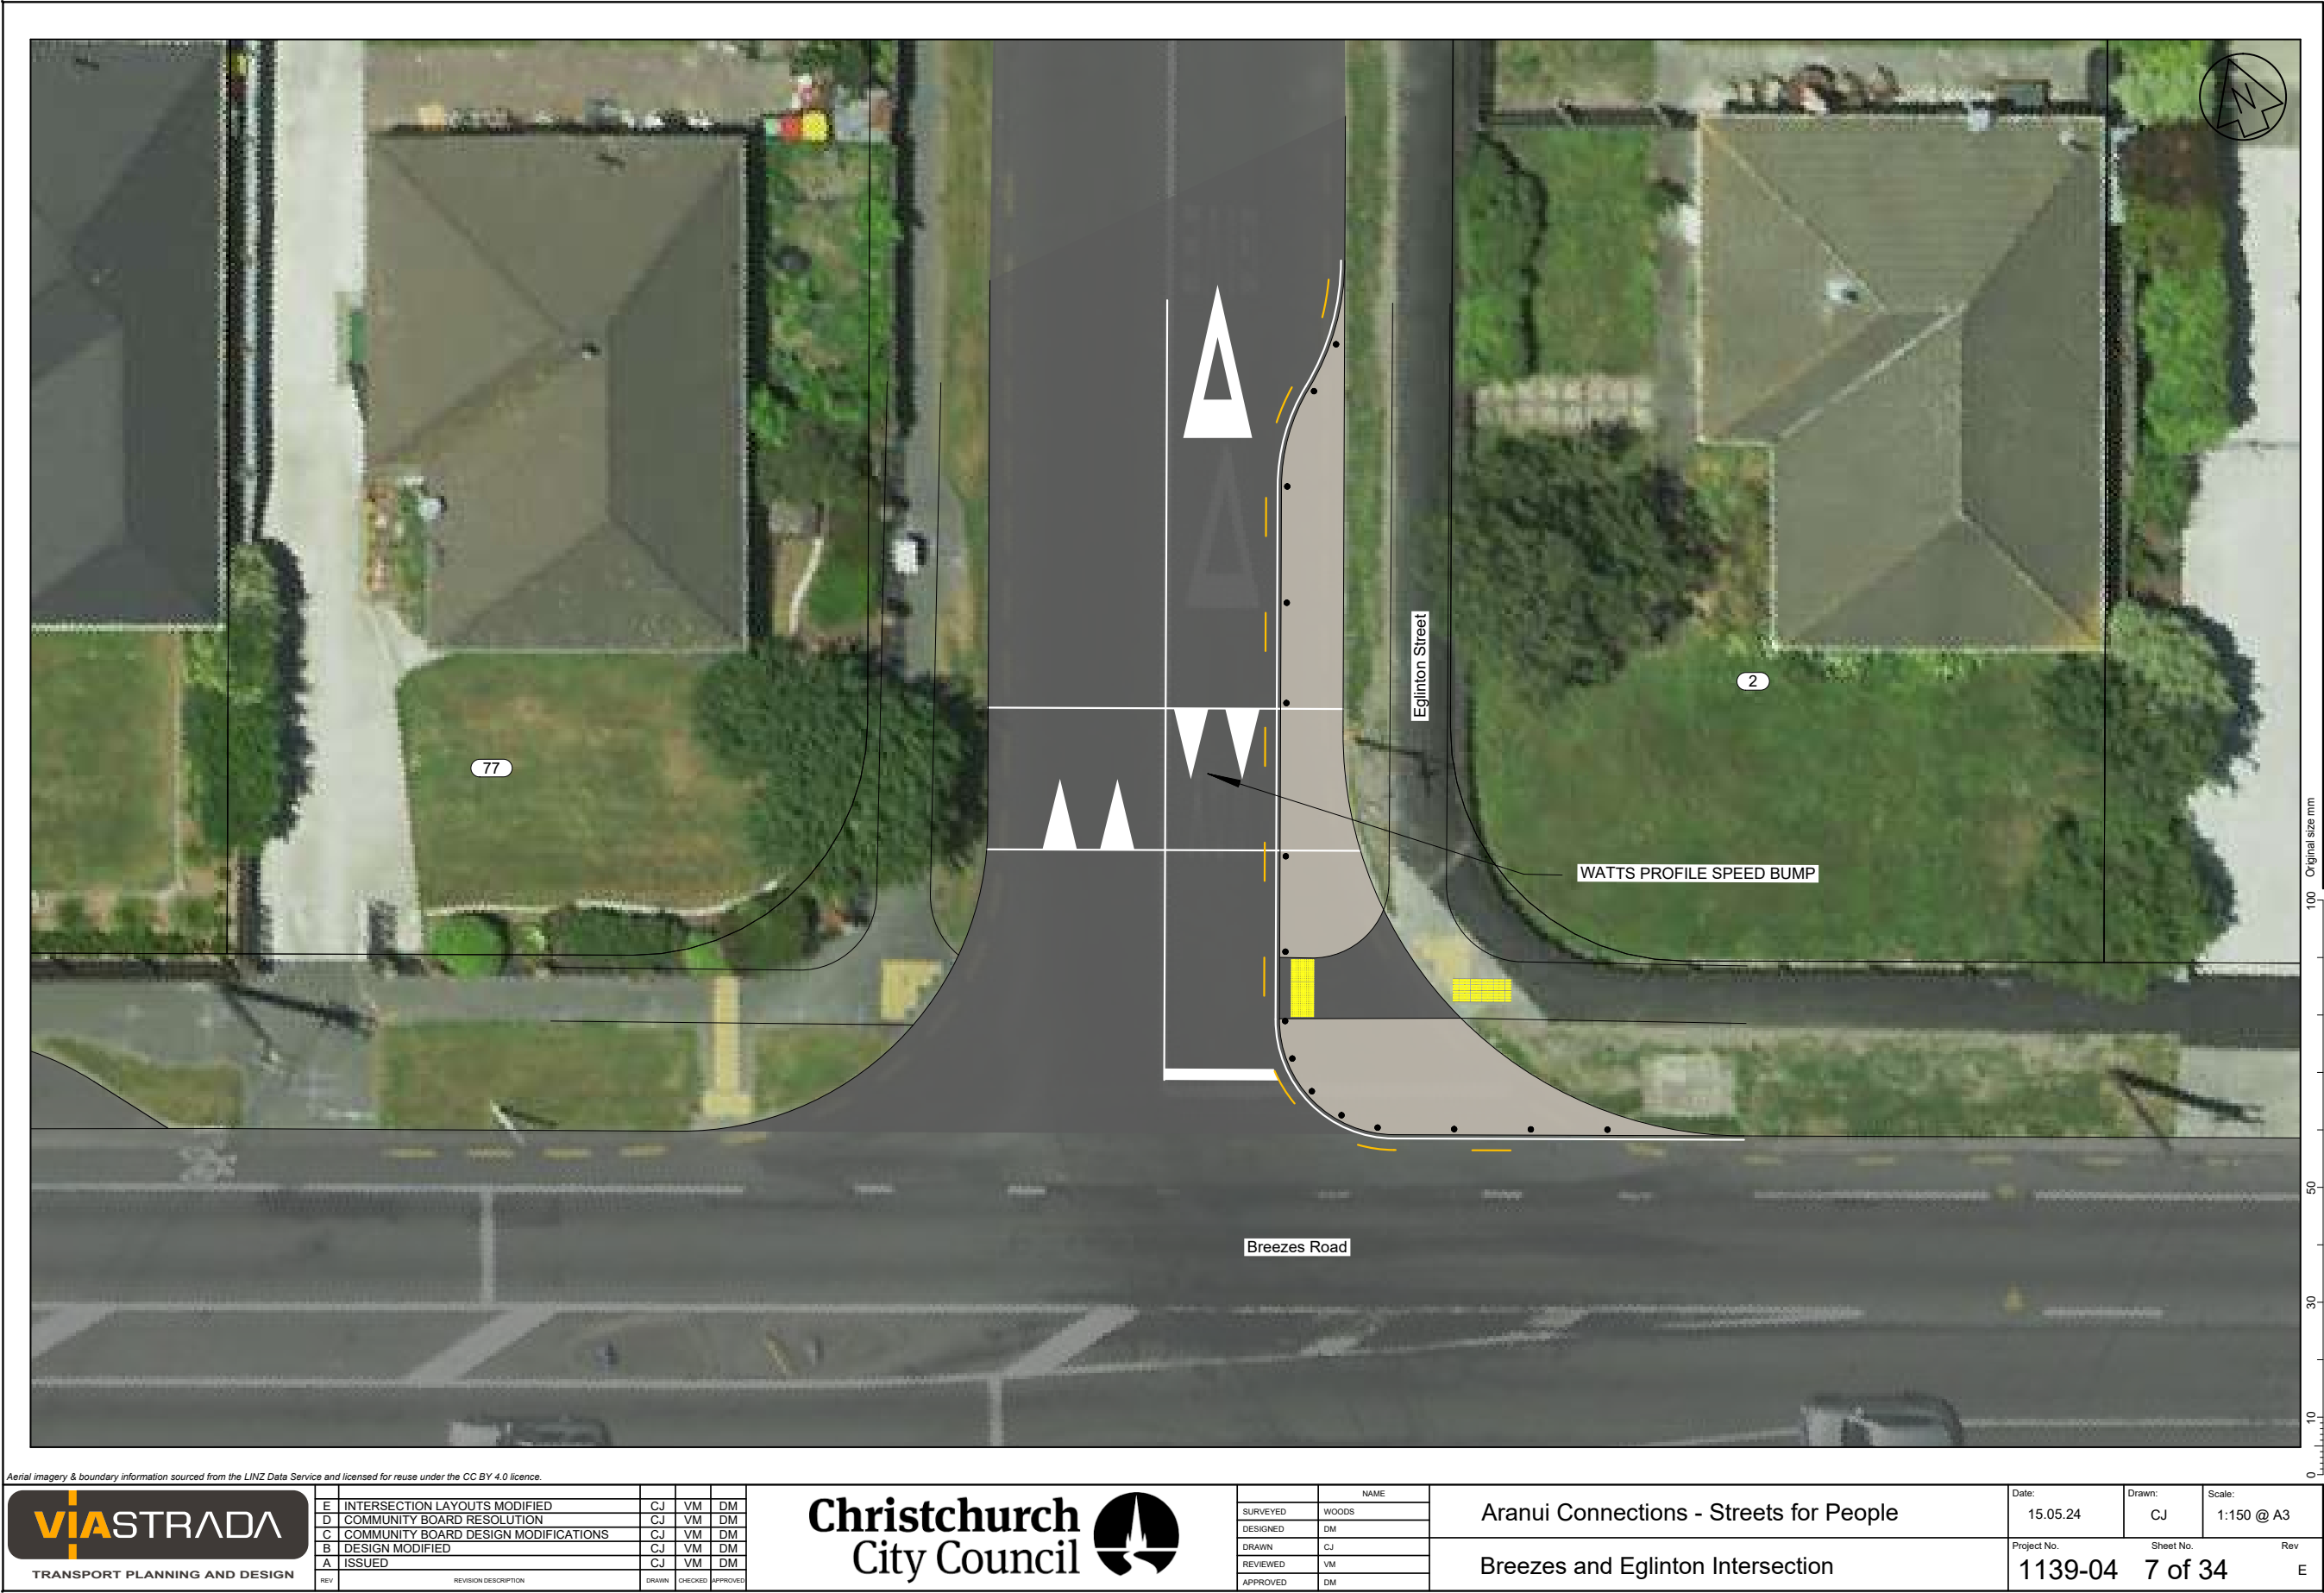 N
Eglinton Street
2
77
WATTS PROFILE SPEED BUMP
Breezes Road
0 10 30 50 100 Original size mm
Aerial imagery & boundary information sourced from the LINZ Data Service and licensed for reuse under the CC BY 4.0 licence.
VIASTRADA
TRANSPORT PLANNING AND DESIGN
E INTERSECTION LAYOUTS MODIFIED CJ VM DM
D COMMUNITY BOARD RESOLUTION CJ VM DM
C COMMUNITY BOARD DESIGN MODIFICATIONS CJ VM DM
B DESIGN MODIFIED CJ VM DM
A ISSUED CJ VM DM
REV REVISION DESCRIPTION DRAWN CHECKED APPROVED
Christchurch
City Council
NAME
SURVEYED WOODS
DESIGNED DM
DRAWN CJ
REVIEWED VM
APPROVED DM
Aranui Connections - Streets for People
Breezes and Eglinton Intersection
Date: Drawn: Scale:
15.05.24 CJ 1:150 @ A3
Project No. Sheet No. Rev
1139-04 7 of 34 E